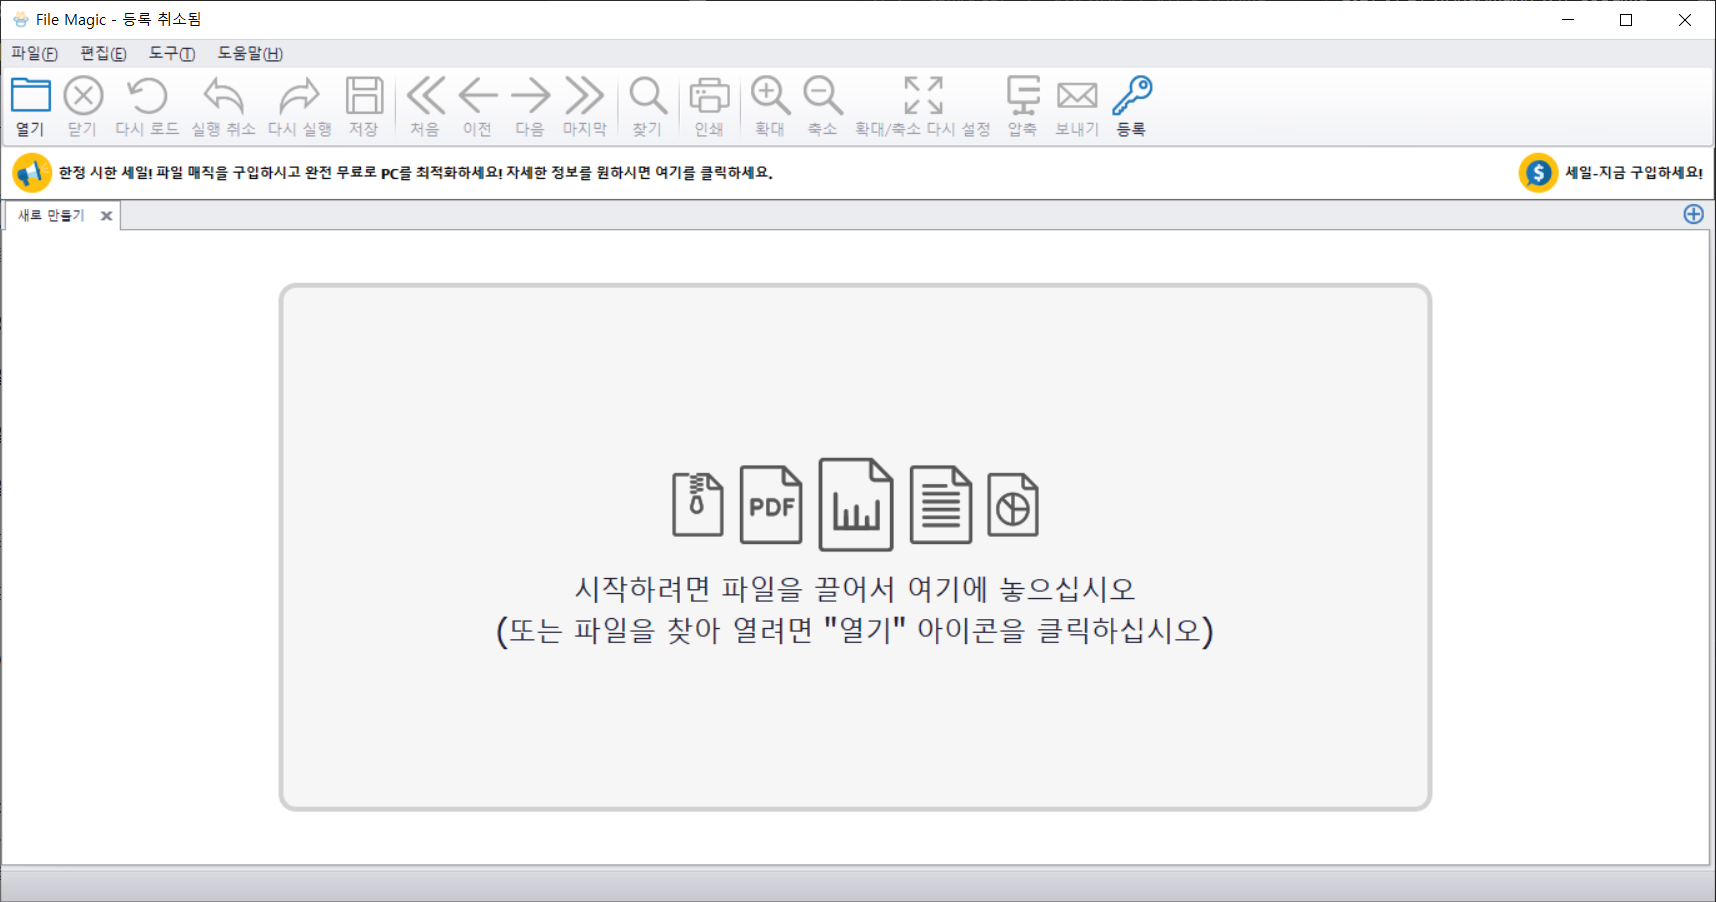 File Magic - 등록 취소됨
파일(F) 편집(E) 도구(T) 도움말(H)
열기 닫기 다시 로드 실행 취소 다시 실행 저장 처음 이전 다음 마지막 찾기 인쇄 확대 축소 확대/축소 다시 설정 압축 보내기 등록
한정 시한 세일! 파일 매직을 구입하시고 완전 무료로 PC를 최적화하세요! 자세한 정보를 원하시면 여기를 클릭하세요. 세일-지금 구입하세요!
새로 만들기
PDF
시작하려면 파일을 끌어서 여기에 놓으십시오
(또는 파일을 찾아 열려면 "열기" 아이콘을 클릭하십시오)